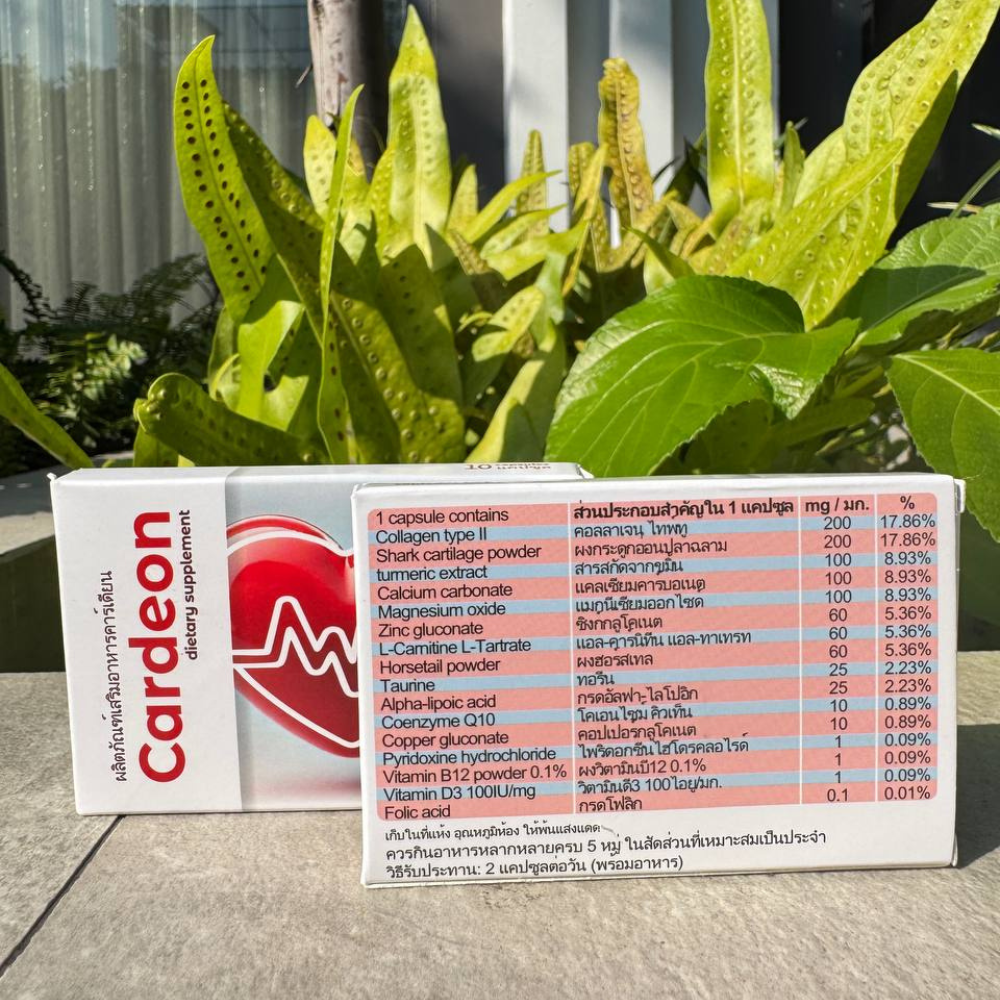 ผลิตภัณฑ์เสริมอาหารคาร์เดียน
Cardeon
dietary supplement
10 แคปซูล
1 capsule contains ส่วนประกอบสำคัญใน 1 แคปซูล mg / มก. %
Collagen type II คอลลาเจน ไทพทู 200 17.86%
Shark cartilage powder ผงกระดูกออนปลาฉลาม 200 17.86%
turmeric extract สารสกัดจากขมิ้น 100 8.93%
Calcium carbonate แคลเซียมคารบอเนต 100 8.93%
Magnesium oxide แมกนีเซียมออกไซด 100 8.93%
Zinc gluconate ซิงกกลูโคเนต 60 5.36%
L-Carnitine L-Tartrate แอล-คารนิทีน แอล-ทาเทรท 60 5.36%
Horsetail powder ผงฮอรสเทล 60 5.36%
Taurine ทอรีน 25 2.23%
Alpha-lipoic acid กรดอัลฟา-ไลโปอิก 25 2.23%
Coenzyme Q10 โคเอนไซม คิวเท็น 10 0.89%
Copper gluconate คอปเปอรกลูโคเนต 10 0.89%
Pyridoxine hydrochloride ไพริดอกซีนไฮโดรคลอไรด์ 1 0.09%
Vitamin B12 powder 0.1% ผงวิตามินบี12 0.1% 1 0.09%
Vitamin D3 100IU/mg วิตามินดี3 100ไอยู/มก. 1 0.09%
Folic acid กรดโฟลิก 0.1 0.01%
เก็บในที่แห้ง อุณหภูมิห้อง ให้พ้นแสงแดด
ควรกินอาหารหลากหลายครบ 5 หมู่ ในสัดส่วนที่เหมาะสมเป็นประจำ
วิธีรับประทาน: 2 แคปซูลต่อวัน (พร้อมอาหาร)